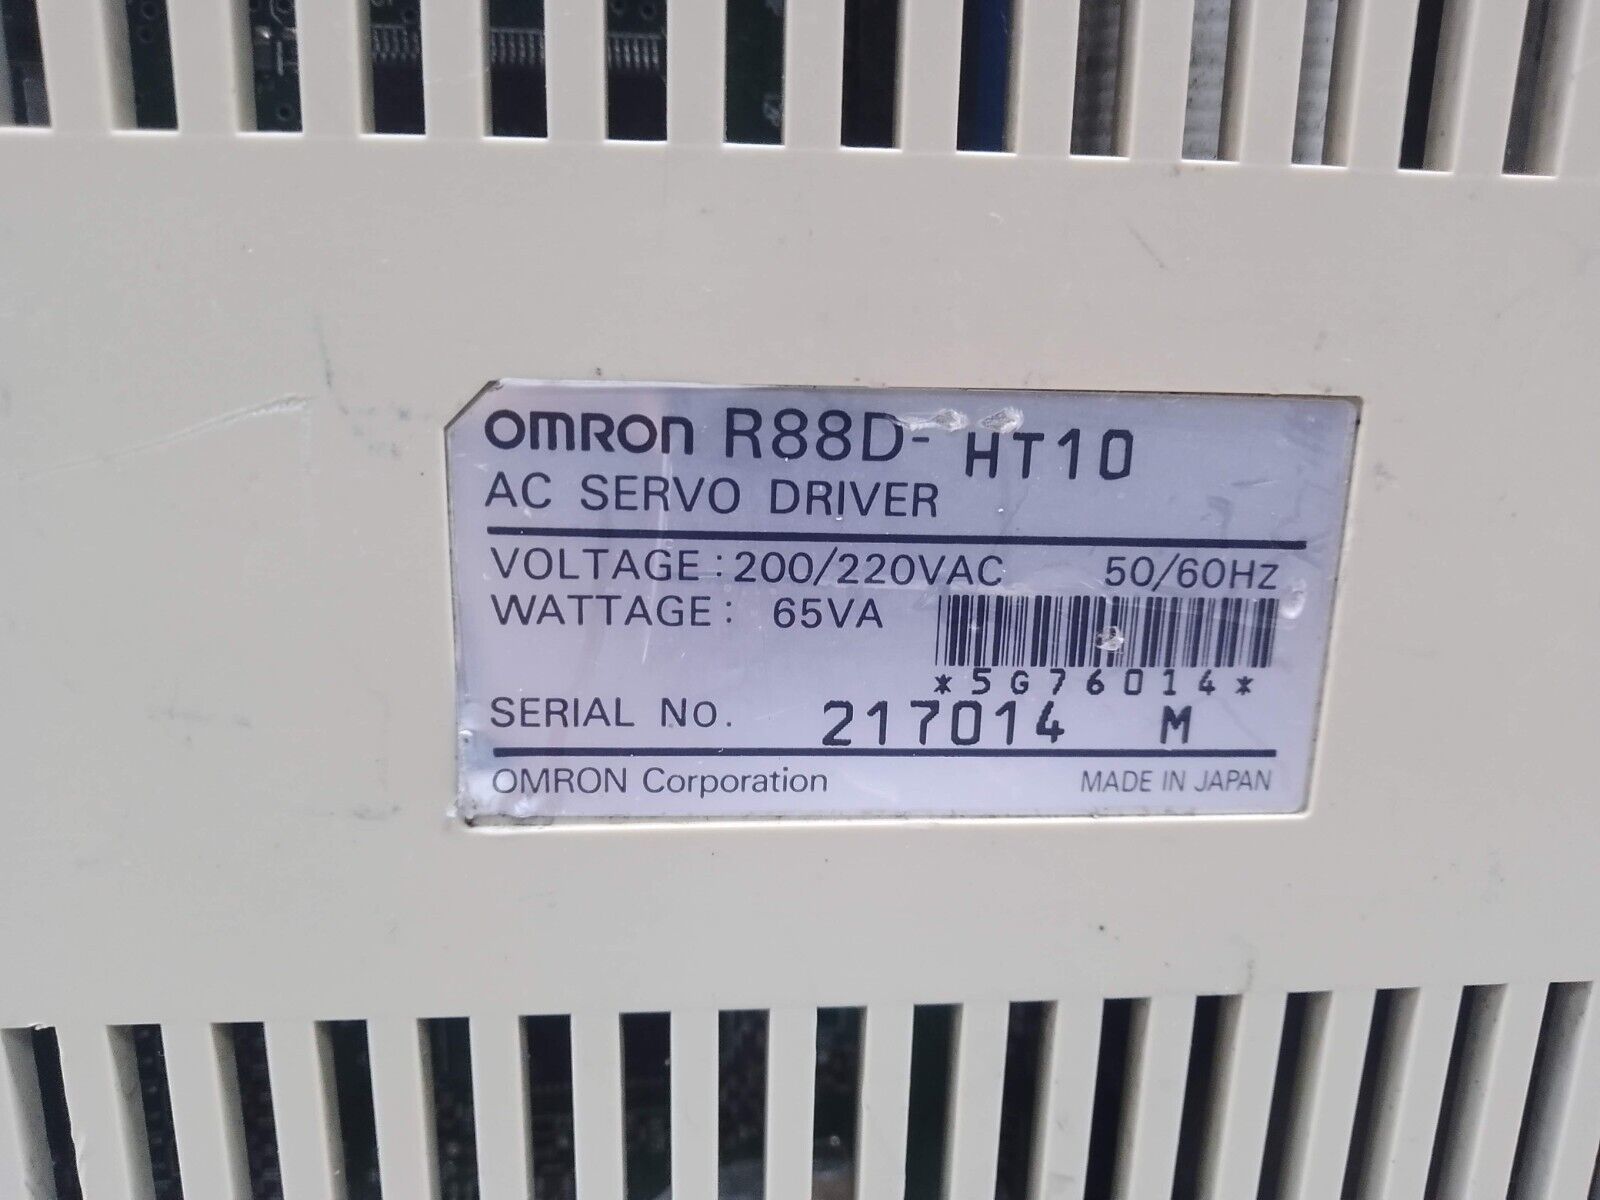 OMRON R88D-HT10
AC SERVO DRIVER
VOLTAGE: 200/220VAC 50/60HZ
WATTAGE: 65VA
*5G76014*
SERIAL No. 217014 M
OMRON Corporation MADE IN JAPAN